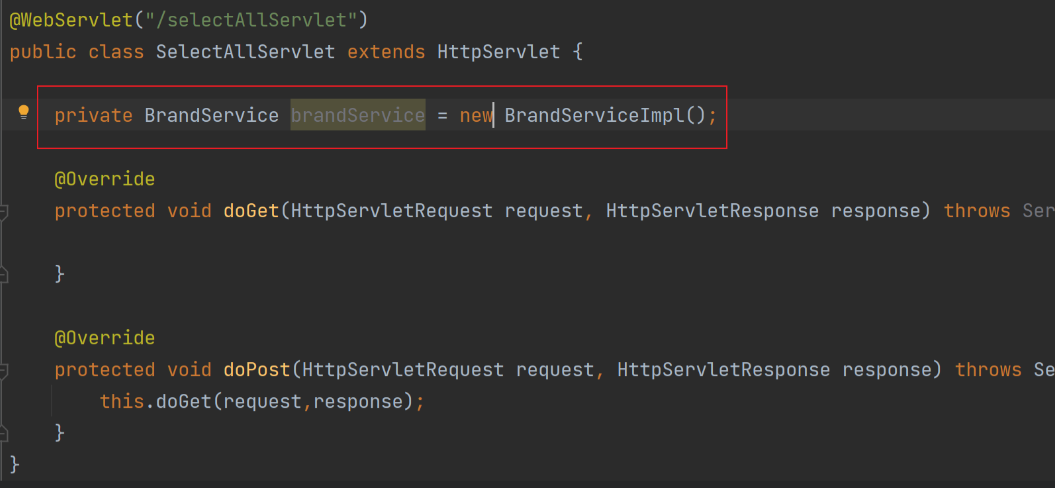 @WebServlet("/selectAllServlet")
public class SelectAllServlet extends HttpServlet {
private BrandService brandService = new BrandServiceImpl();
@Override
protected void doGet(HttpServletRequest request, HttpServletResponse response) throws Ser
}
@Override
protected void doPost(HttpServletRequest request, HttpServletResponse response) throws Se
this.doGet(request,response);
}
}